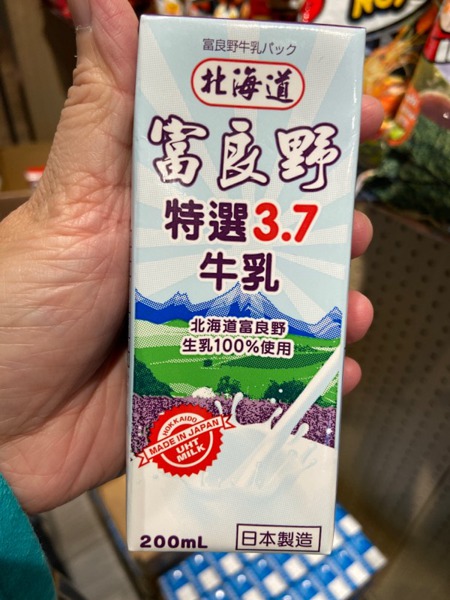 富良野牛乳パック
北海道
富良野
特選3.7
牛乳
北海道富良野
生乳100%使用
HOKKAIDO
MADE IN JAPAN
UHT
MILK
200mL
日本製造